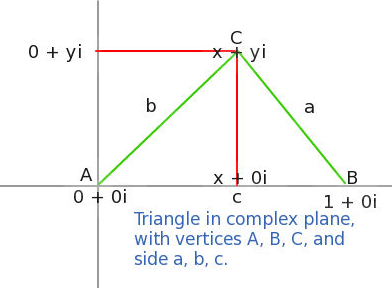 C
0 + yi
x + yi
b
a
A
x + 0i
B
0 + 0i
c
1 + 0i
Triangle in complex plane,
with vertices A, B, C, and
side a, b, c.